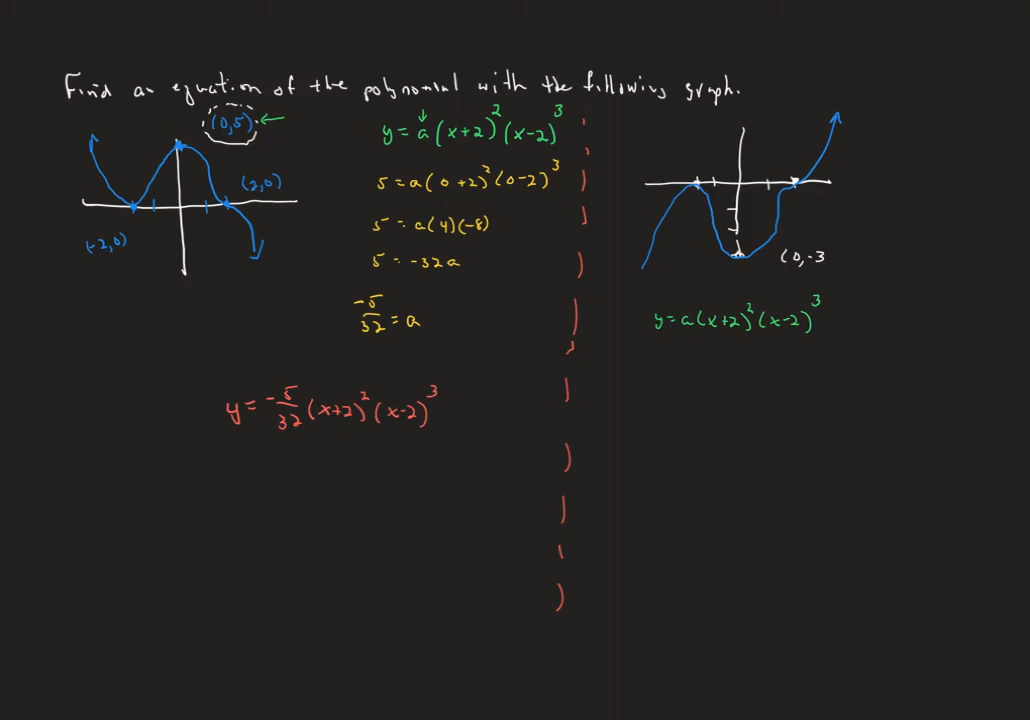 Find an equation of the polynomial with the following graph.
(0,5)
(2,0)
(-2,0)
y = a(x+2)^2(x-2)^3
5 = a(0+2)^2(0-2)^3
5 = a(4)(-8)
5 = -32a
-5/32 = a
y = -5/32(x+2)^2(x-2)^3
(0,-3
y = a(x+2)^2(x-2)^3